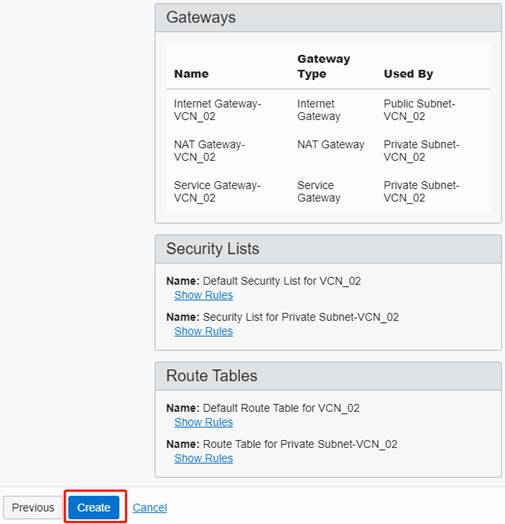 Gateways
Name
Gateway Type
Used By
Internet Gateway-VCN_02
Internet Gateway
Public Subnet-VCN_02
NAT Gateway-VCN_02
NAT Gateway
Private Subnet-VCN_02
Service Gateway-VCN_02
Service Gateway
Private Subnet-VCN_02
Security Lists
Name: Default Security List for VCN_02
Show Rules
Name: Security List for Private Subnet-VCN_02
Show Rules
Route Tables
Name: Default Route Table for VCN_02
Show Rules
Name: Route Table for Private Subnet-VCN_02
Show Rules
Previous
Create
Cancel